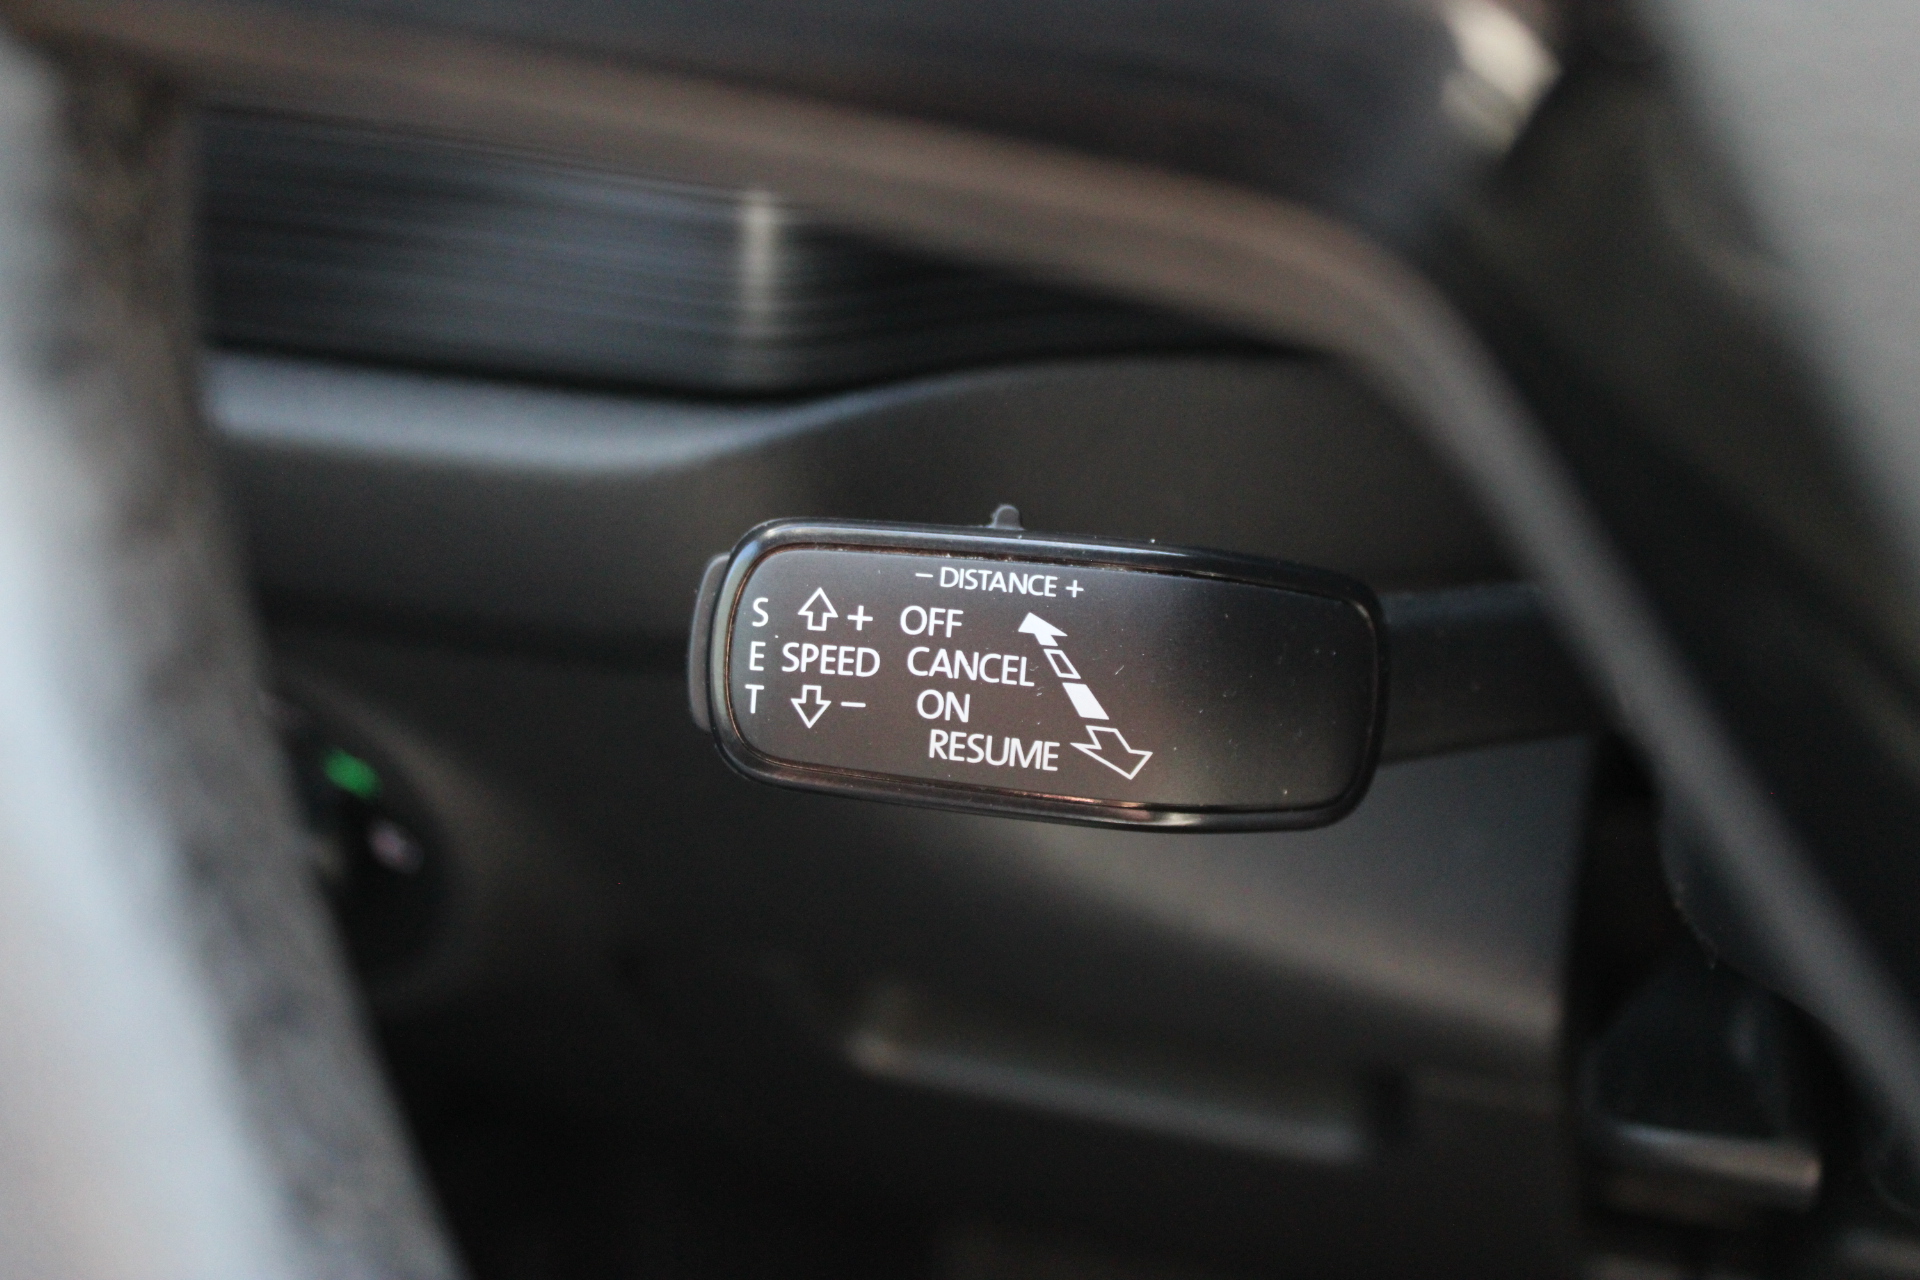 - DISTANCE +
S + OFF
E SPEED CANCEL
T - ON
RESUME